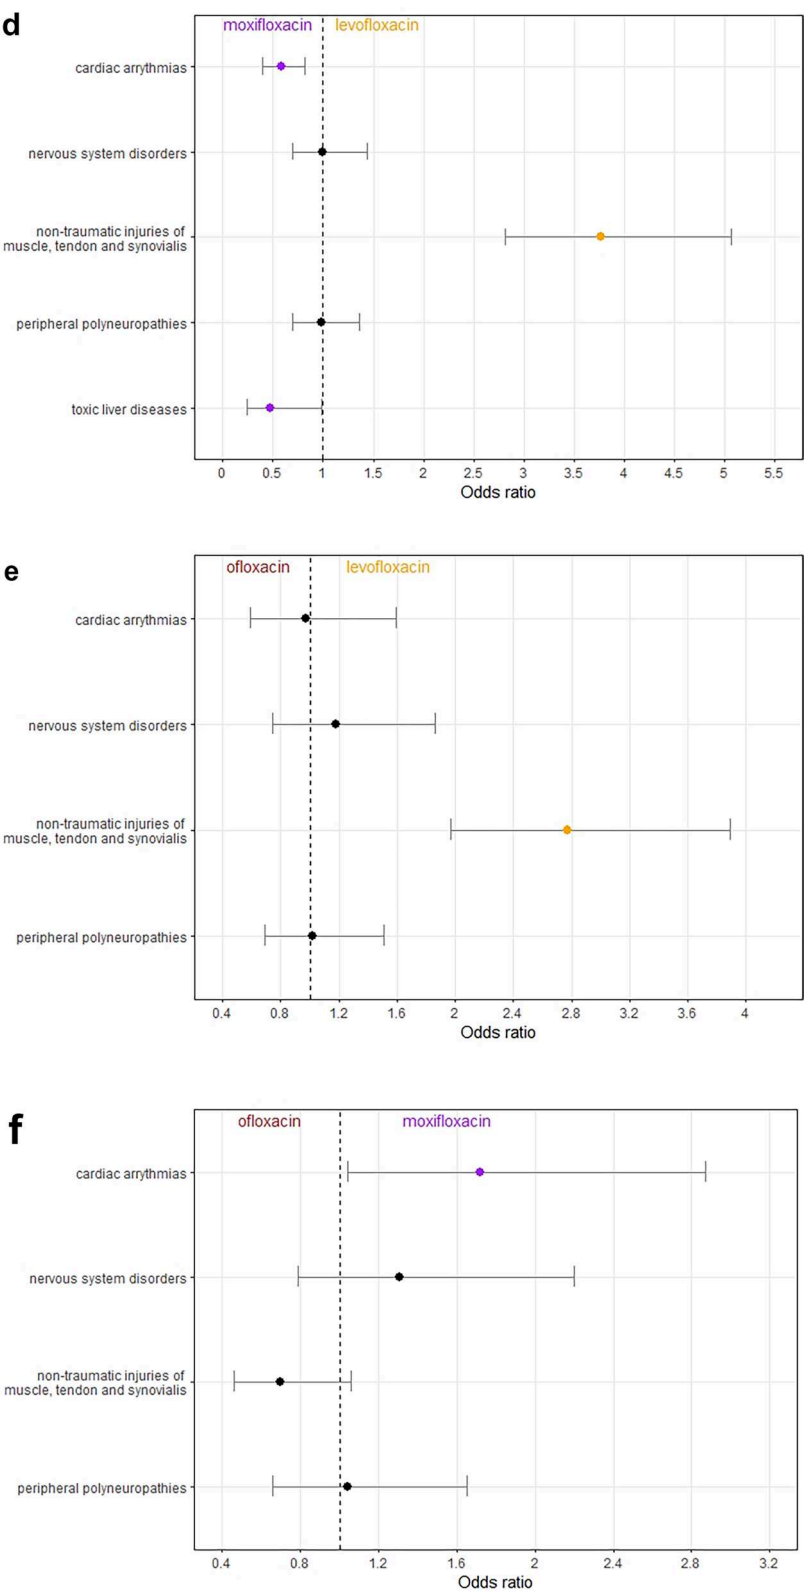 d
moxifloxacin levofloxacin
cardiac arrythmias
nervous system disorders
non-traumatic injuries of
muscle, tendon and synovialis
peripheral polyneuropathies
toxic liver diseases
0 0.5 1 1.5 2 2.5 3 3.5 4 4.5 5 5.5
Odds ratio
e
ofloxacin levofloxacin
cardiac arrythmias
nervous system disorders
non-traumatic injuries of
muscle, tendon and synovialis
peripheral polyneuropathies
0.4 0.8 1.2 1.6 2 2.4 2.8 3.2 3.6 4
Odds ratio
f
ofloxacin moxifloxacin
cardiac arrythmias
nervous system disorders
non-traumatic injuries of
muscle, tendon and synovialis
peripheral polyneuropathies
0.4 0.8 1.2 1.6 2 2.4 2.8 3.2
Odds ratio